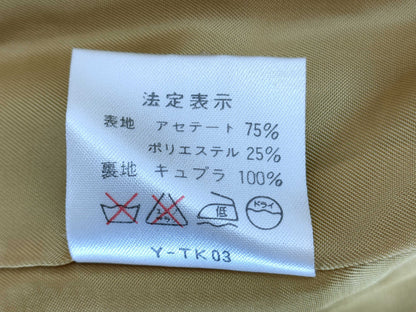 法定表示
表地 アセテート 75%
ポリエステル 25%
裏地 キュプラ 100%
低 ドライ
Y-TK03